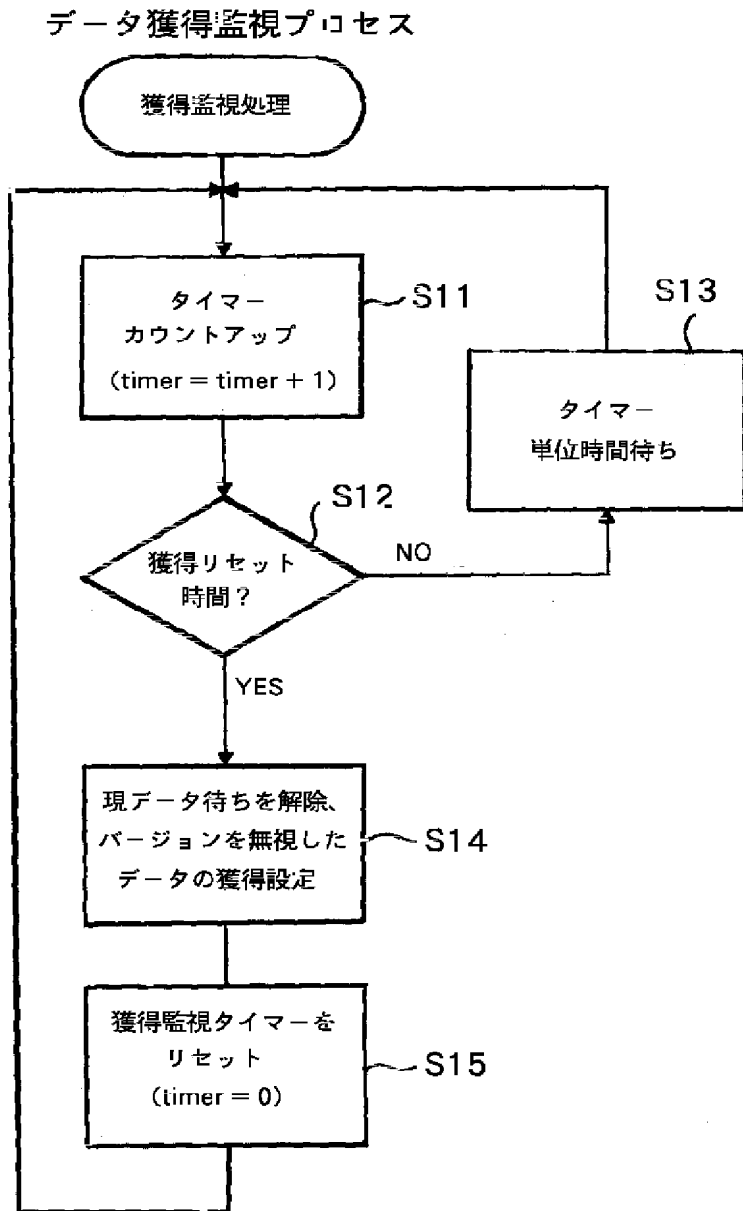 データ獲得監視プロセス
獲得監視処理
タイマー
カウントアップ
(timer = timer + 1)
S11
S13
タイマー
単位時間待ち
S12
獲得リセット
時間？
NO
YES
現データ待ちを解除、
バージョンを無視した
データの獲得設定
S14
獲得監視タイマーを
リセット
(timer = 0)
S15